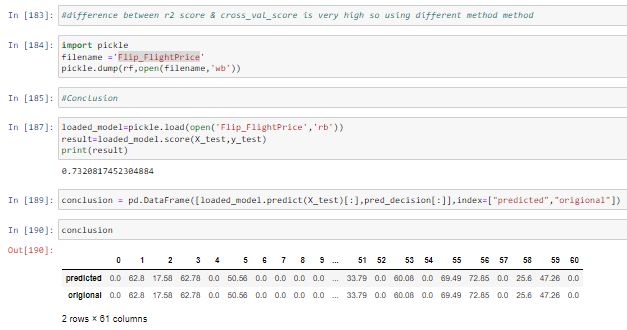 In [183]: #difference between r2 score & cross_val_score is very high so using different method method
In [184]: import pickle
filename ='Flip_FlightPrice'
pickle.dump(rf,open(filename,'wb'))
In [185]: #Conclusion
In [187]: loaded_model=pickle.load(open('Flip_FlightPrice','rb'))
result=loaded_model.score(X_test,y_test)
print(result)
0.7320817452304884
In [189]: conclusion = pd.DataFrame([loaded_model.predict(X_test)[:],pred_decision[:]],index=["predicted","origional"])
In [190]: conclusion
Out[190]:
0 1 2 3 4 5 6 7 8 9 ... 51 52 53 54 55 56 57 58 59 60
predicted 0.0 62.8 17.58 62.78 0.0 50.56 0.0 0.0 0.0 0.0 ... 33.79 0.0 60.08 0.0 69.49 72.85 0.0 25.6 47.26 0.0
origional 0.0 62.8 17.58 62.78 0.0 50.56 0.0 0.0 0.0 0.0 ... 33.79 0.0 60.08 0.0 69.49 72.85 0.0 25.6 47.26 0.0
2 rows × 61 columns